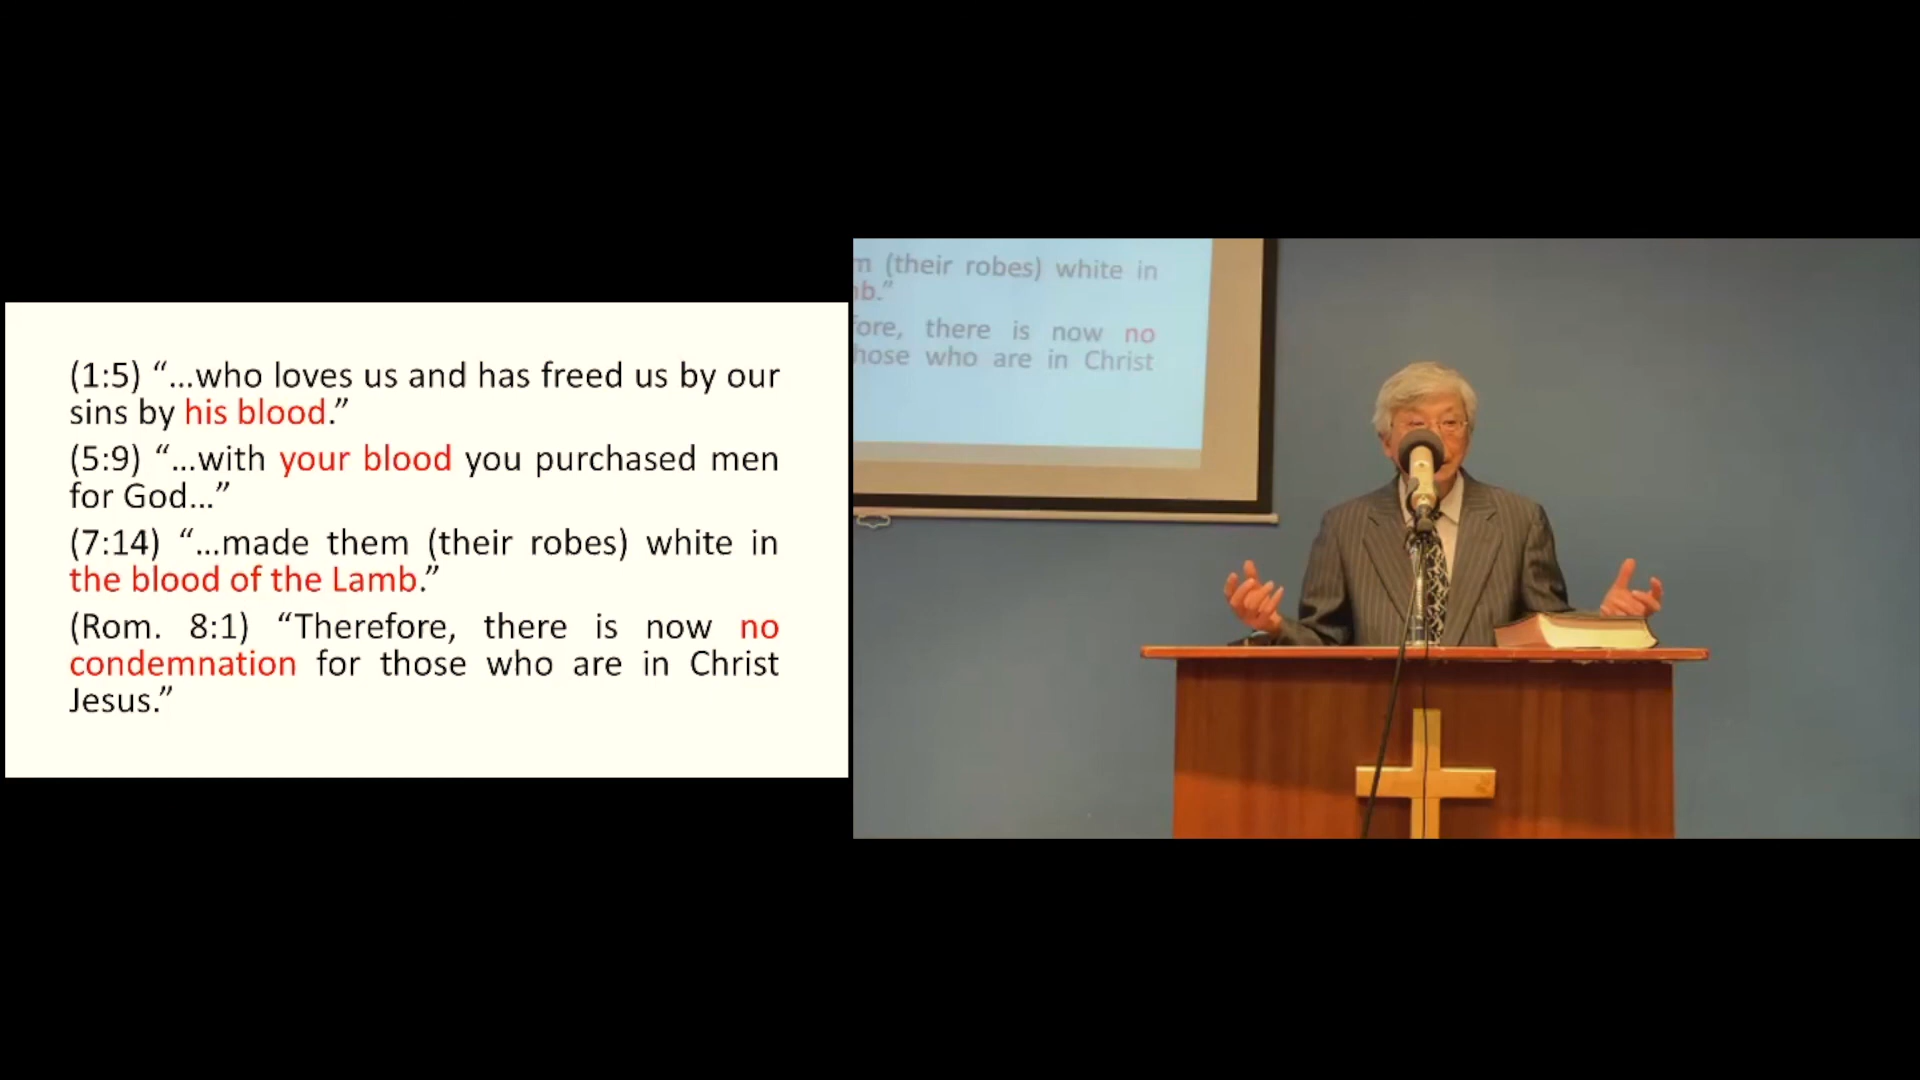 (1:5) “...who loves us and has freed us by our
sins by his blood.”
(5:9) “...with your blood you purchased men
for God...”
(7:14) “...made them (their robes) white in
the blood of the Lamb.”
(Rom. 8:1) “Therefore, there is now no
condemnation for those who are in Christ
Jesus.”
(their robes) white in
there is now no
who are in Christ